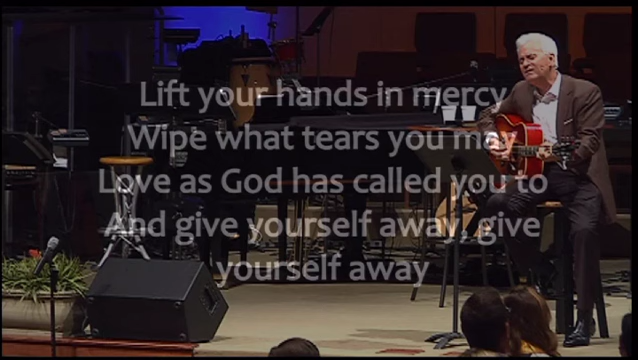 Lift your hands in mercy
Wipe what tears you may
Love as God has called you to
And give yourself away, give
yourself away